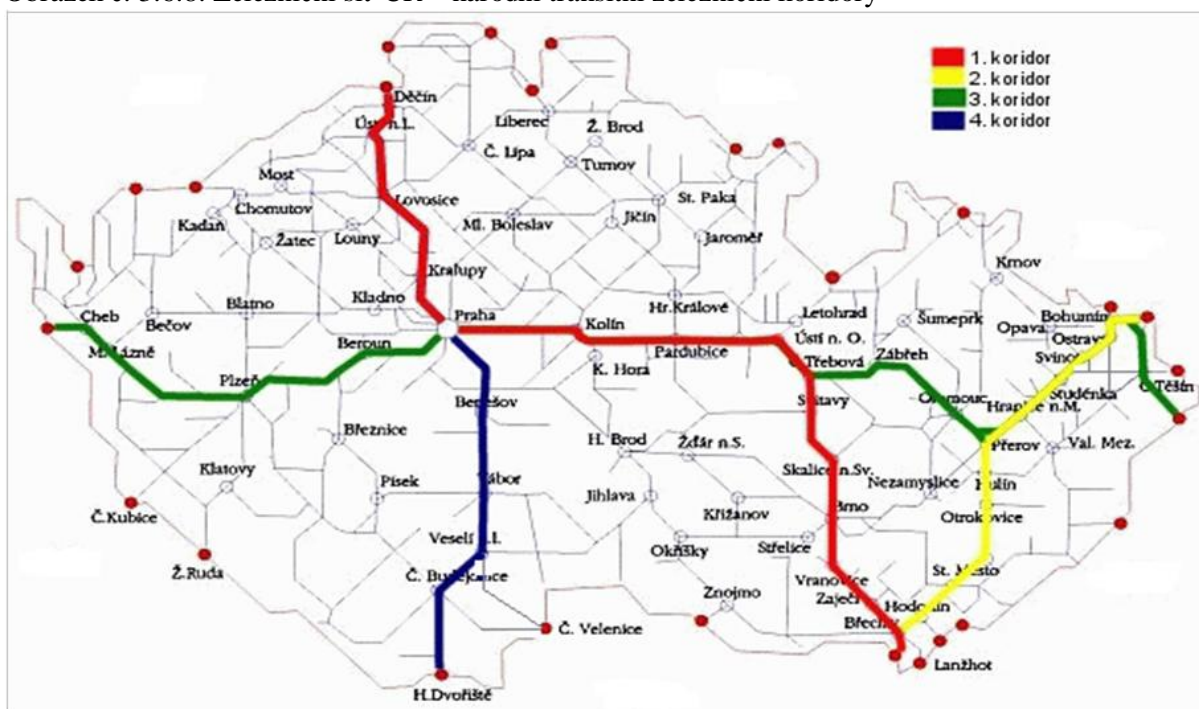 1. koridor
2. koridor
3. koridor
4. koridor
Děčín
Liberec
Ž. Brod
Č. Lípa
Turnov
Most
Chomutov
Lovosice
St. Paka
Kadaň
Ml. Boleslav
Jičín
Žatec
Louny
Jaroměř
Kralupy
Krnov
Kladno
Hr.Králové
Blatno
Praha
Letohrad
Šumperk
Bohumín
Cheb
Bečov
Kolín
Opava
Ústí n. O.
Beroun
Pardubice
Zábřeh
K. Hora
Plzeň
Studénka
Benešov
Svitavy
Olomouc
Březnice
H. Brod
Žďár n.S.
Přerov
Val. Mez.
Klatovy
Skalice n.Sv.
Písek
Tábor
Nezamyslice
Jihlava
Hulín
Č.Kubice
Křižanov
Brno
Otrokovice
Okříšky
Střelice
Ž.Ruda
St. Město
Vranovice
Znojmo
Zaječí
Hodonín
Č. Velenice
Lanžhot
H.Dvořiště